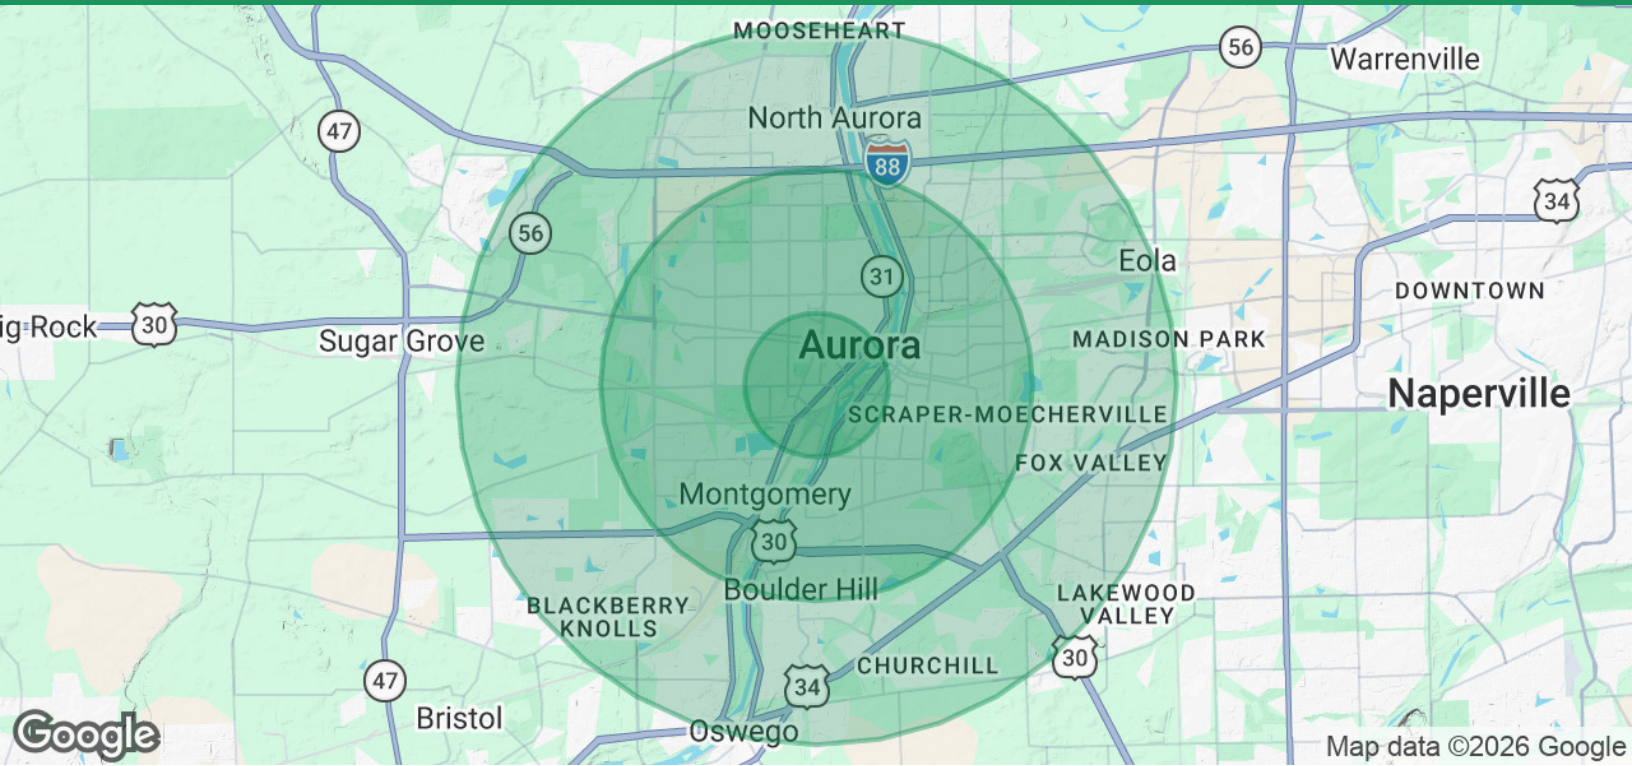 MOOSEHEART
56
Warrenville
47
North Aurora
88
34
56
Eola
31
DOWNTOWN
ig Rock
30
Sugar Grove
Aurora
MADISON PARK
Naperville
SCRAPER-MOECHERVILLE
FOX VALLEY
Montgomery
30
Boulder Hill
BLACKBERRY
KNOLLS
LAKEWOOD
VALLEY
30
CHURCHILL
47
34
Bristol
Oswego
Google
Map data ©2026 Google